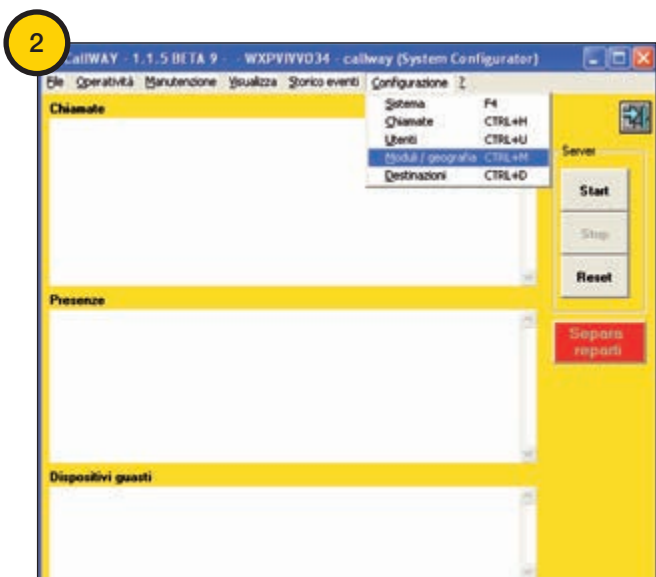 2
CallWAY - 1.1.5 BETA 9 - - WXPVIVVD34 - callway (System Configurator)
File Operatività Manutenzione Visualizza Storico eventi Configurazione ?
Sistema F4
Chiamate CTRL+H
Utenti CTRL+U
Moduli / geografia CTRL+M
Destinazioni CTRL+D
Chiamate
Server
Start
Stop
Reset
Presenze
Separa
reparti
Dispositivi guasti